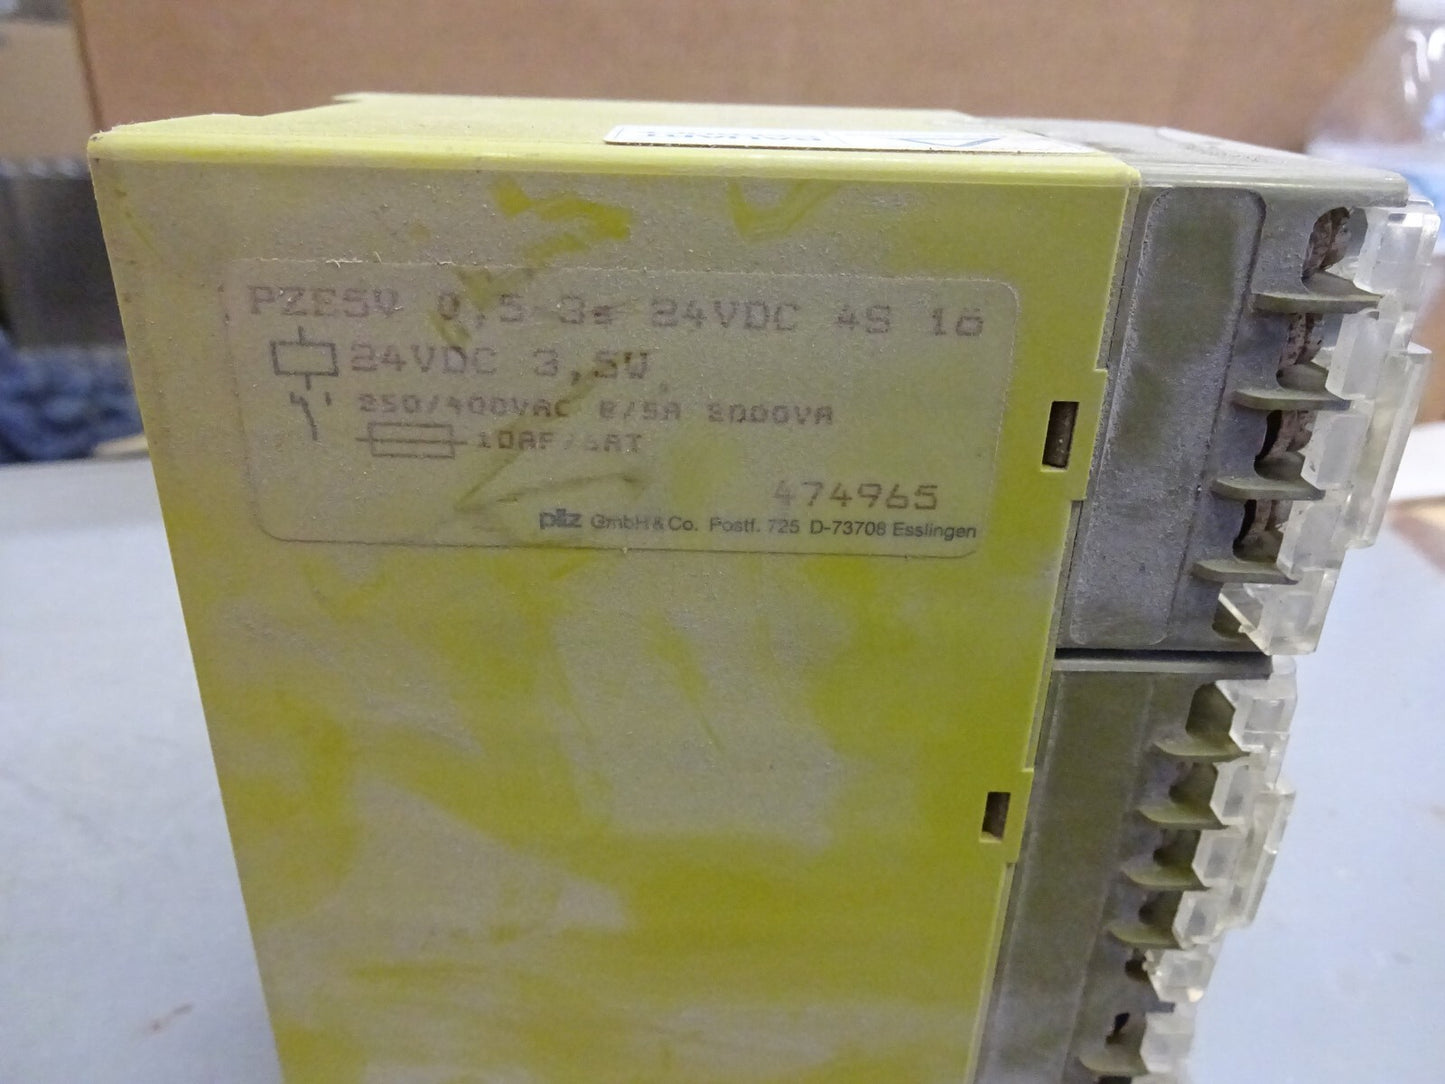 PZE5V 0,5-3s 24VDC 4S 1ö
24VDC 3,5W
250/400VAC 8/5A 2000VA
10AF/6AT
474965
pilz GmbH & Co. Postf. 725 D-73708 Esslingen